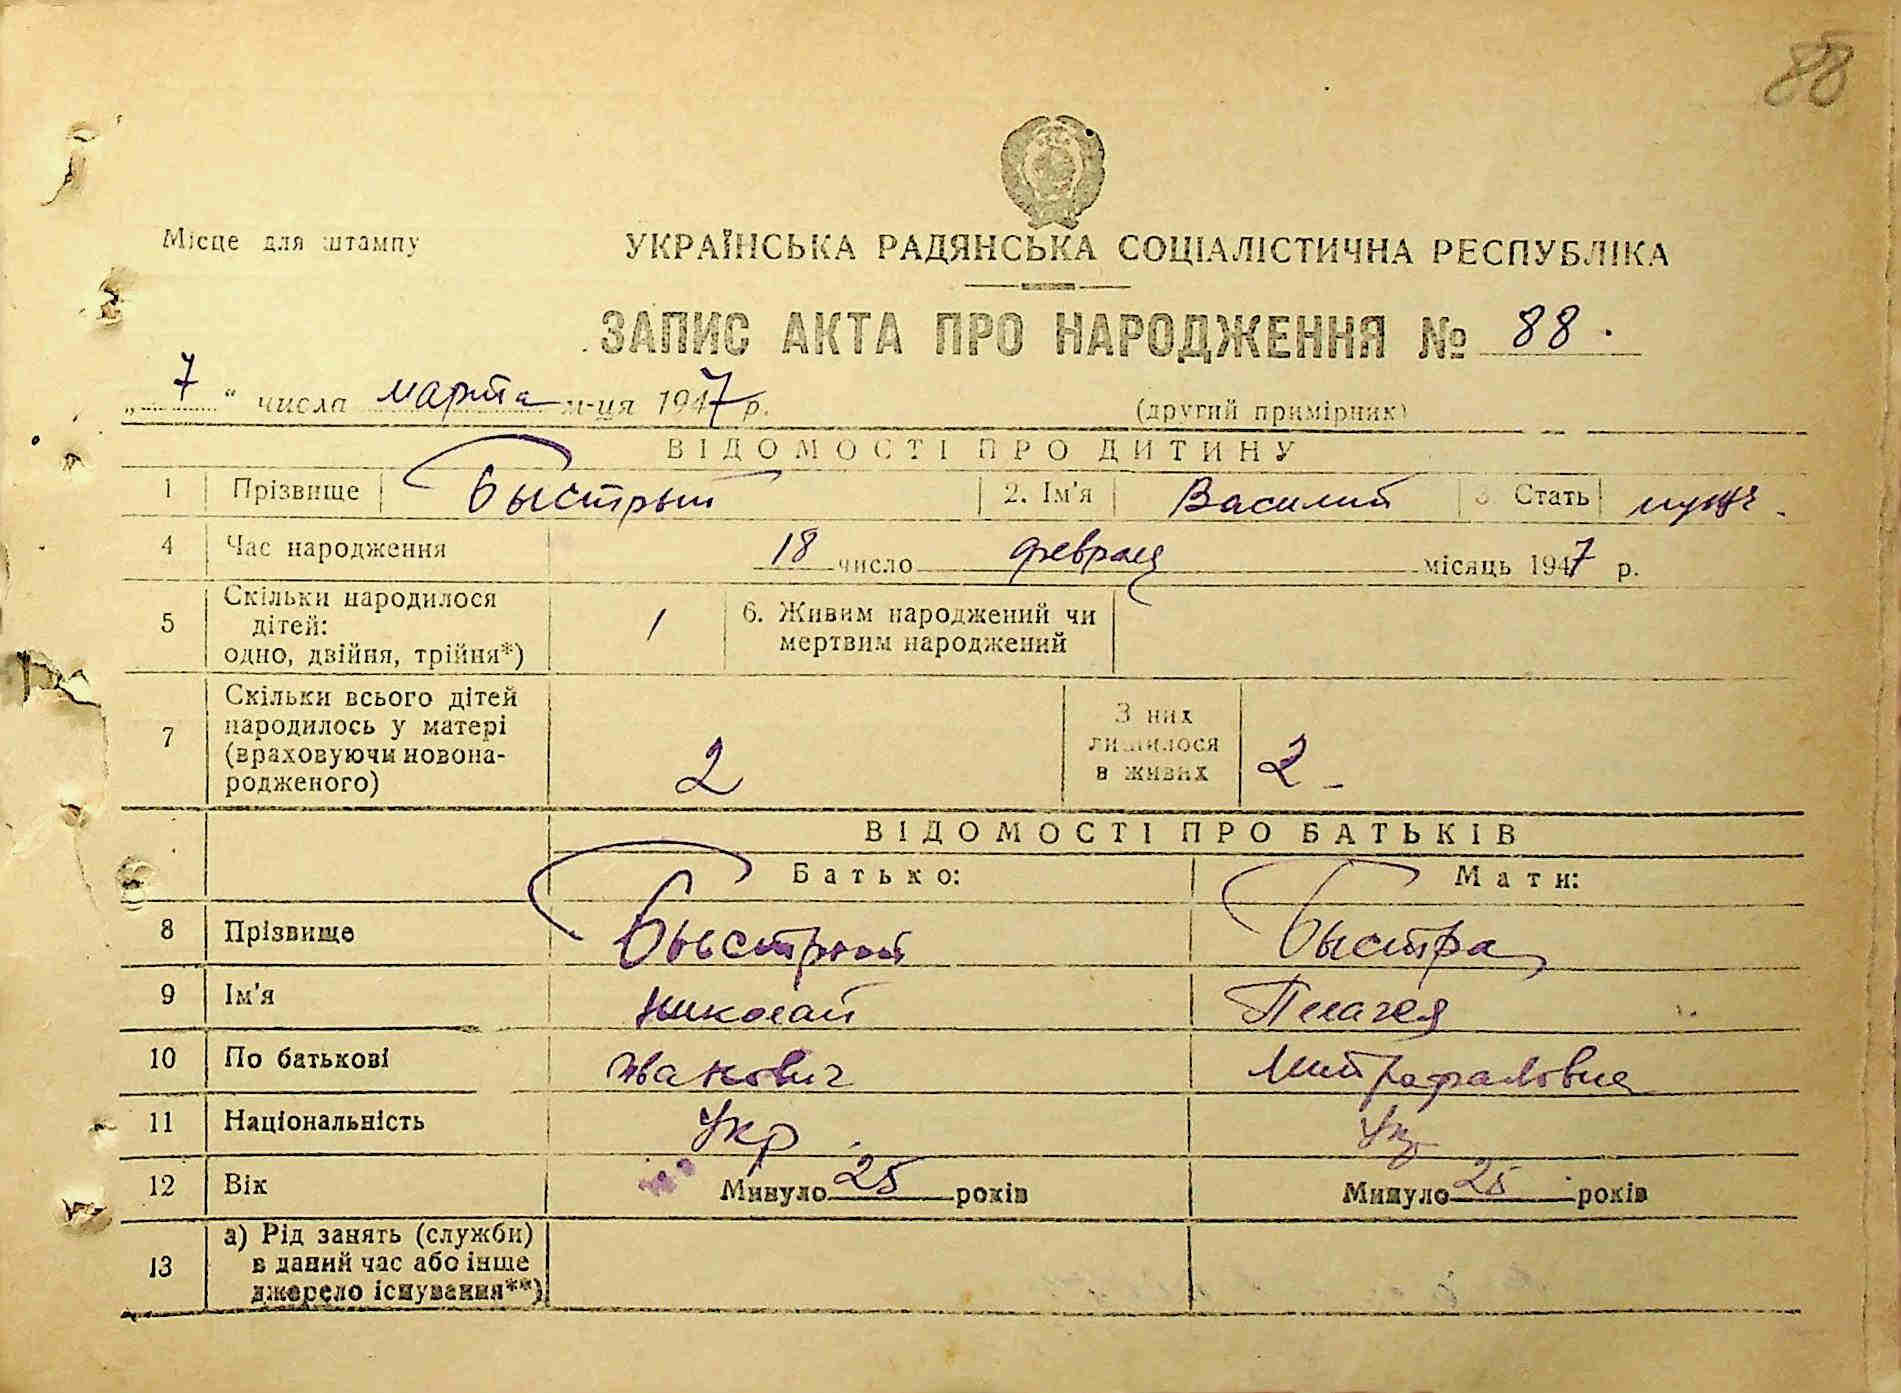 88
Місце для штампу
УКРАЇНСЬКА РАДЯНСЬКА СОЦІАЛІСТИЧНА РЕСПУБЛІКА
ЗАПИС АКТА ПРО НАРОДЖЕННЯ № 88.
„7“ числа марта м-ця 1947 р.
(другий примірник)
ВІДОМОСТІ ПРО ДИТИНУ
1 Прізвище Быстрый 2. Ім'я Василий 3. Стать мужс.
4 Час народження 18 число февраля місяць 1947 р.
5 Скільки народилося
дітей:
одно, двійня, трійня*)
1
6. Живим народжений чи
мертвим народжений
7 Скільки всього дітей
народилось у матері
(враховуючи новона-
родженого)
2
З них
лишилося
в живих
2
ВІДОМОСТІ ПРО БАТЬКІВ
Батько: Мати:
8 Прізвище Быстрый Быстра
9 Ім'я Николай Пелагея
10 По батькові Иванович Митрофановна
11 Національність Укр. Ук
12 Вік Минуло 25 років Минуло 25 років
13 а) Рід занять (служби)
в даний час або інше
джерело існування**)